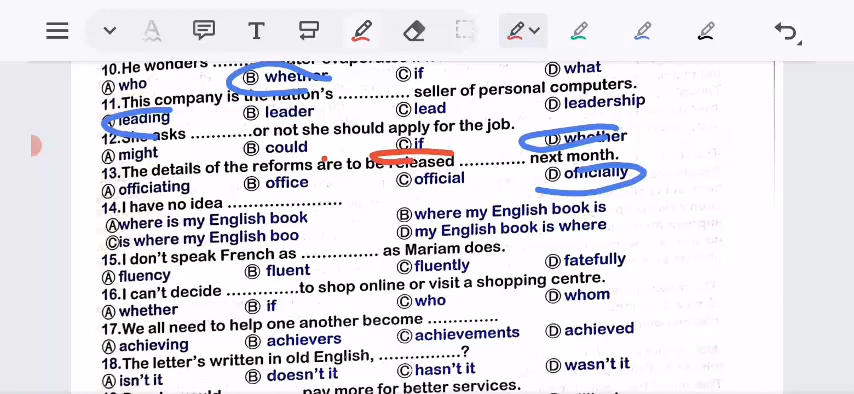 10.He wonders
Ⓐ who Ⓑ whether Ⓒ if Ⓓ what
11.This company is the nation's .............. seller of personal computers.
Ⓐ leading Ⓑ leader Ⓒ lead Ⓓ leadership
12.She asks ............or not she should apply for the job.
Ⓐ might Ⓑ could Ⓒ if Ⓓ whether
13.The details of the reforms are to be released ............. next month.
Ⓐ officiating Ⓑ office Ⓒ official Ⓓ officially
14.I have no idea ......................
Ⓐwhere is my English book Ⓑ where my English book is
Ⓒis where my English boo Ⓓ my English book is where
15.I don't speak French as .............. as Mariam does.
Ⓐ fluency Ⓑ fluent Ⓒ fluently Ⓓ fatefully
16.I can't decide .............to shop online or visit a shopping centre.
Ⓐ whether Ⓑ if Ⓒ who Ⓓ whom
17.We all need to help one another become .............
Ⓐ achieving Ⓑ achievers Ⓒ achievements Ⓓ achieved
18.The letter's written in old English, ...............?
Ⓐ isn't it Ⓑ doesn't it Ⓒ hasn't it Ⓓ wasn't it
pay more for better services.